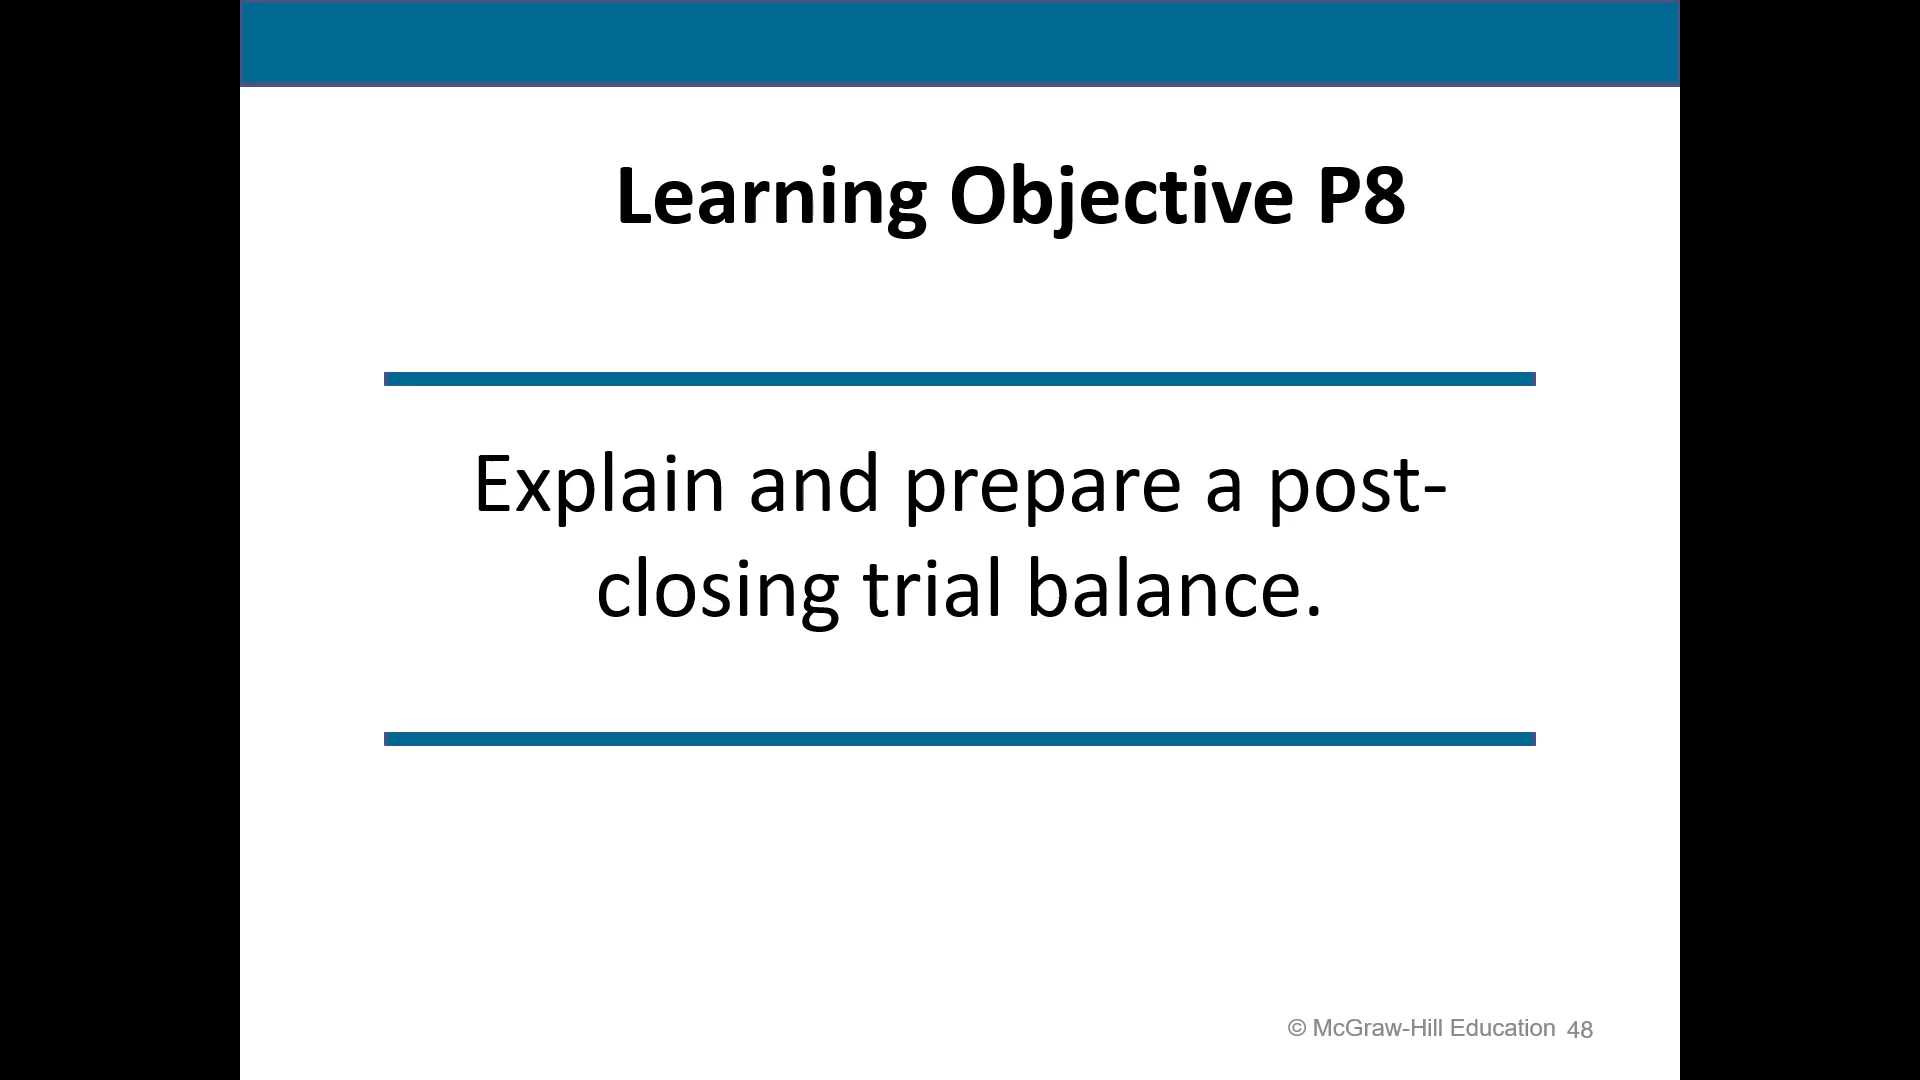 Learning Objective P8
Explain and prepare a post-
closing trial balance.
© McGraw-Hill Education 48